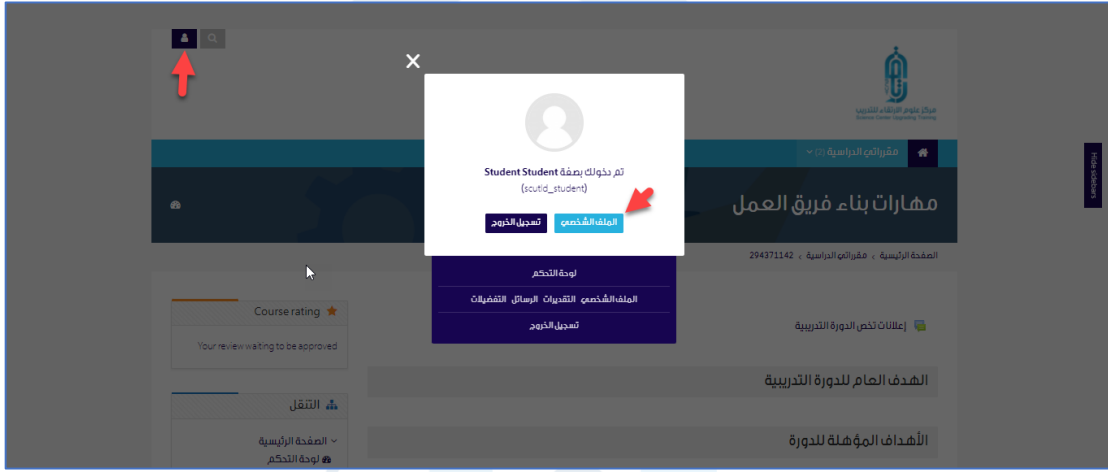 مركز علوم الارتقاء للتدريب
Science Center Upgrading Training
مقرراتي الدراسية (2)
Hide sidebars
مهارات بناء فريق العمل
الصفحة الرئيسية › مقرراتي الدراسية › 294371142
تم دخولك بصفة Student Student
(scutid_student)
الملف الشخصي تسجيل الخروج
لوحة التحكم
الملف الشخصي التقديرات الرسائل التفضيلات
تسجيل الخروج
إعلانات تخص الدورة التدريبية
الهدف العام للدورة التدريبية
الأهداف المؤهلة للدورة
Course rating
Your review waiting to be approved
التنقل
الصفحة الرئيسية
لوحة التحكم